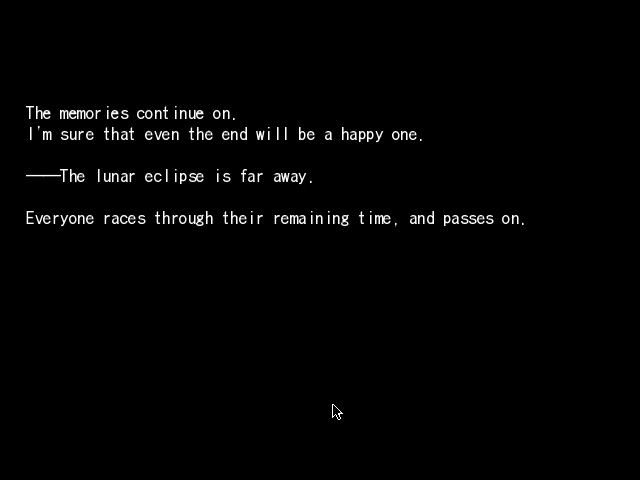 The memories continue on.
I'm sure that even the end will be a happy one.
───The lunar eclipse is far away.
Everyone races through their remaining time, and passes on.